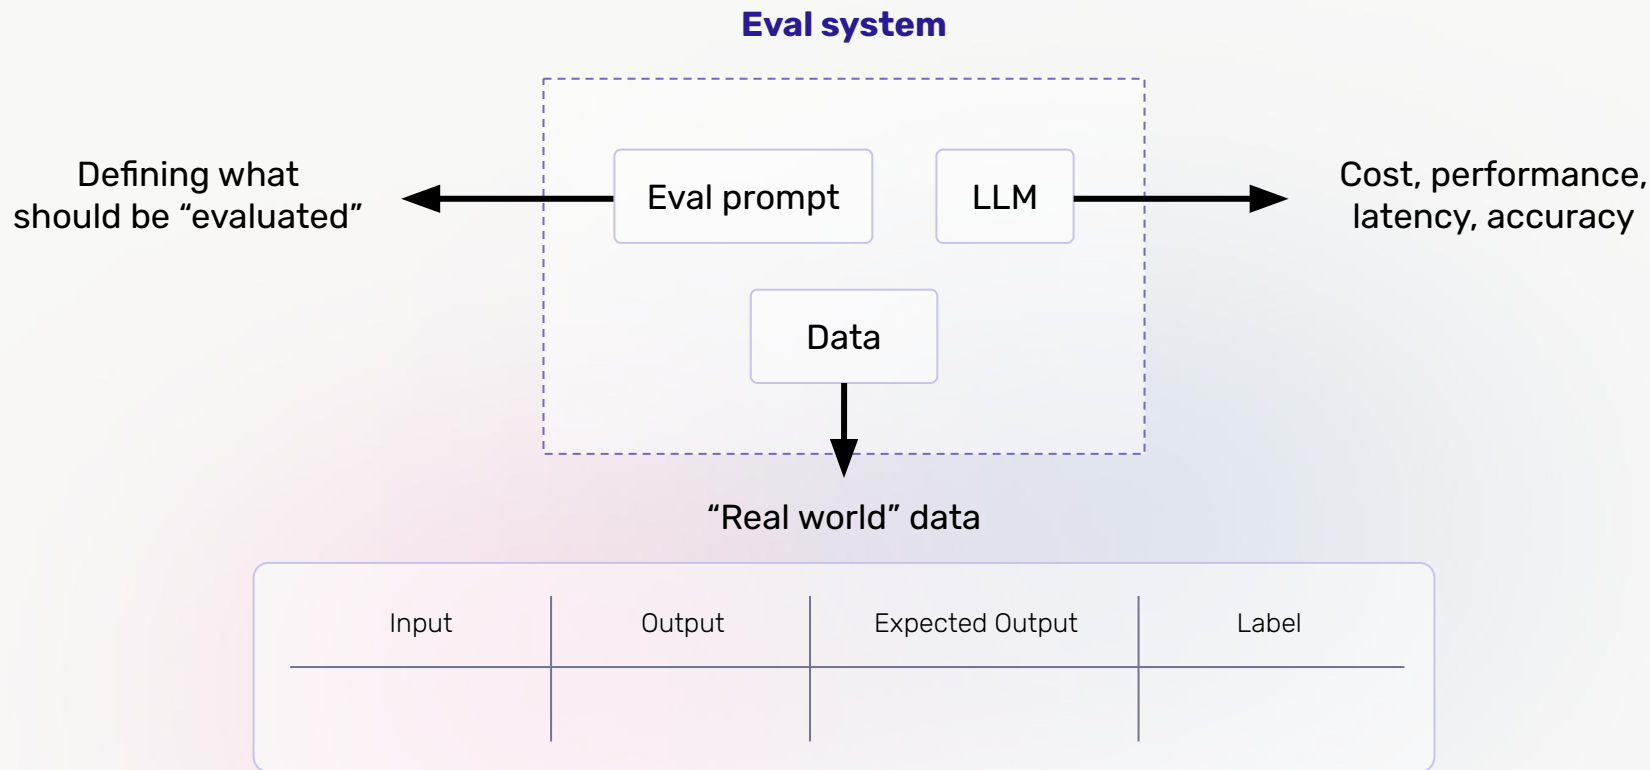 Eval system
Defining what
should be “evaluated”
Eval prompt
LLM
Cost, performance,
latency, accuracy
Data
“Real world” data
Input
Output
Expected Output
Label